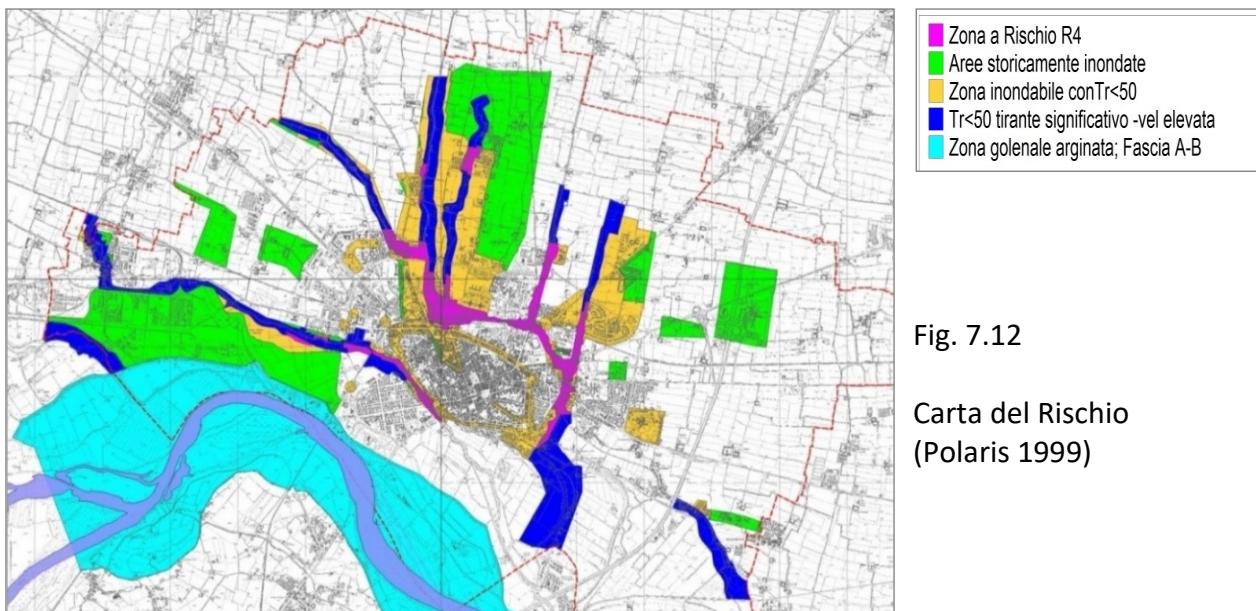 Zona a Rischio R4
Aree storicamente inondate
Zona inondabile conTr<50
Tr<50 tirante significativo -vel elevata
Zona golenale arginata; Fascia A-B
Fig. 7.12
Carta del Rischio
(Polaris 1999)